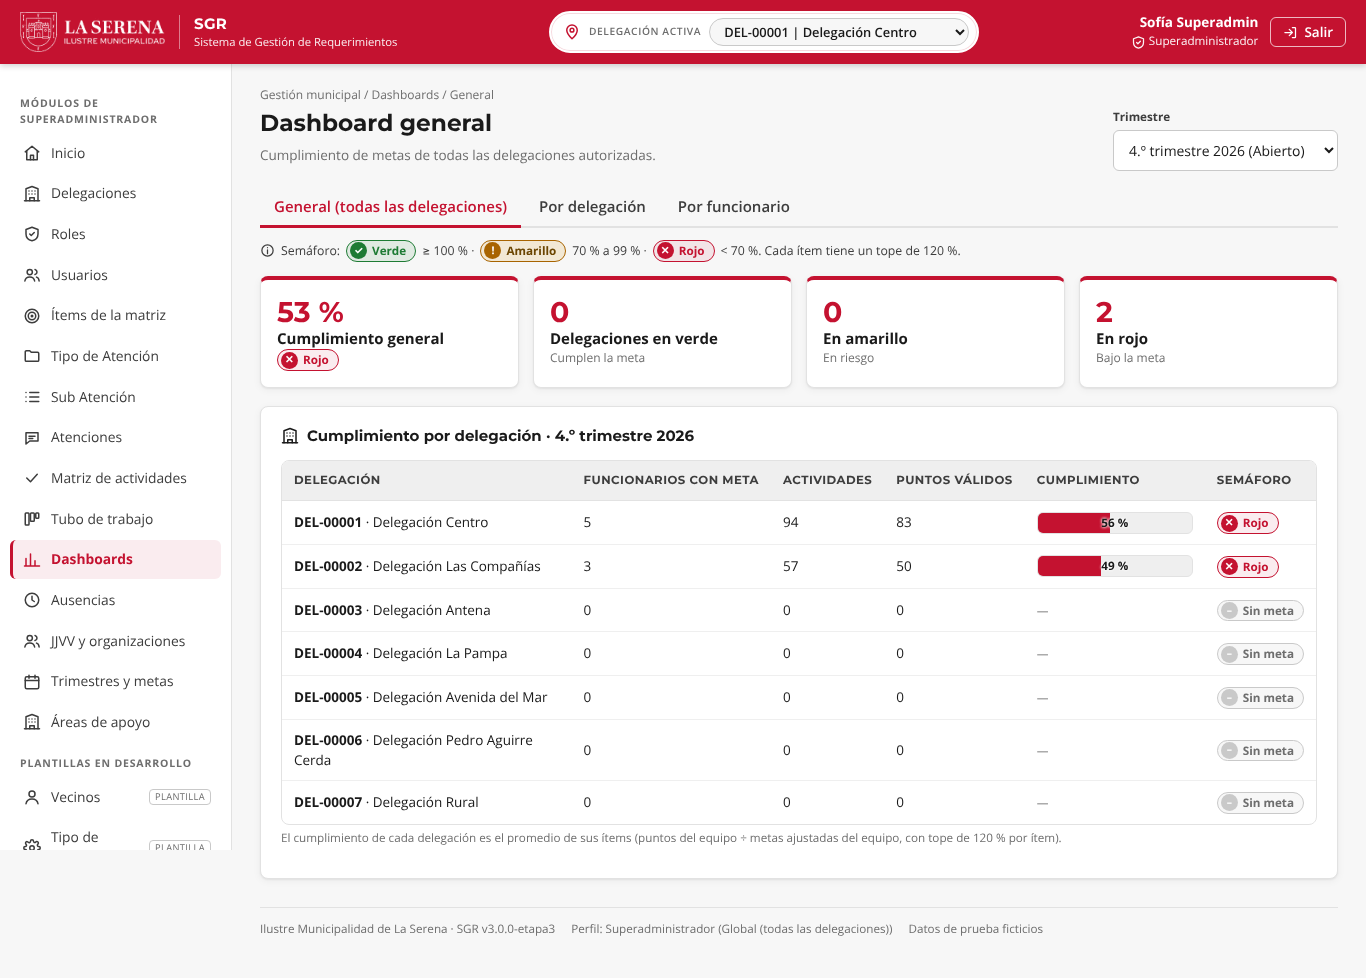 LA SERENA
ILUSTRE MUNICIPALIDAD
SGR
Sistema de Gestión de Requerimientos
DELEGACIÓN ACTIVA
DEL-00001 | Delegación Centro
Sofía Superadmin
Superadministrador
Salir
MÓDULOS DE
SUPERADMINISTRADOR
Inicio
Delegaciones
Roles
Usuarios
Ítems de la matriz
Tipo de Atención
Sub Atención
Atenciones
Matriz de actividades
Tubo de trabajo
Dashboards
Ausencias
JJVV y organizaciones
Trimestres y metas
Áreas de apoyo
PLANTILLAS EN DESARROLLO
Vecinos PLANTILLA
Tipo de PLANTILLA
Gestión municipal / Dashboards / General
Dashboard general
Cumplimiento de metas de todas las delegaciones autorizadas.
Trimestre
4.º trimestre 2026 (Abierto)
General (todas las delegaciones) Por delegación Por funcionario
Semáforo: Verde ≥ 100 % · Amarillo 70 % a 99 % · Rojo < 70 %. Cada ítem tiene un tope de 120 %.
53 %
Cumplimiento general
Rojo
0
Delegaciones en verde
Cumplen la meta
0
En amarillo
En riesgo
2
En rojo
Bajo la meta
Cumplimiento por delegación · 4.º trimestre 2026
DELEGACIÓN FUNCIONARIOS CON META ACTIVIDADES PUNTOS VÁLIDOS CUMPLIMIENTO SEMÁFORO
DEL-00001 · Delegación Centro 5 94 83 56 % Rojo
DEL-00002 · Delegación Las Compañías 3 57 50 49 % Rojo
DEL-00003 · Delegación Antena 0 0 0 — Sin meta
DEL-00004 · Delegación La Pampa 0 0 0 — Sin meta
DEL-00005 · Delegación Avenida del Mar 0 0 0 — Sin meta
DEL-00006 · Delegación Pedro Aguirre
Cerda 0 0 0 — Sin meta
DEL-00007 · Delegación Rural 0 0 0 — Sin meta
El cumplimiento de cada delegación es el promedio de sus ítems (puntos del equipo ÷ metas ajustadas del equipo, con tope de 120 % por ítem).
Ilustre Municipalidad de La Serena · SGR v3.0.0-etapa3 Perfil: Superadministrador (Global (todas las delegaciones)) Datos de prueba ficticios